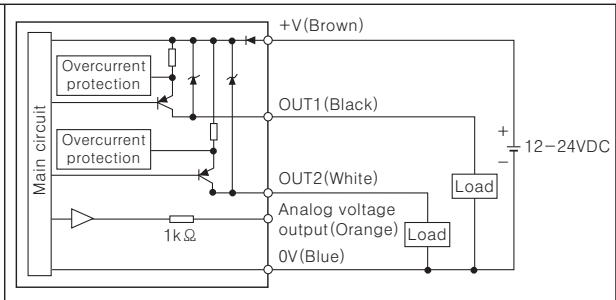 +V(Brown)
Overcurrent
protection
OUT1(Black)
Main circuit
Overcurrent
protection
+
12-24VDC
−
OUT2(White)
Load
Analog voltage
output(Orange)
Load
1kΩ
0V(Blue)